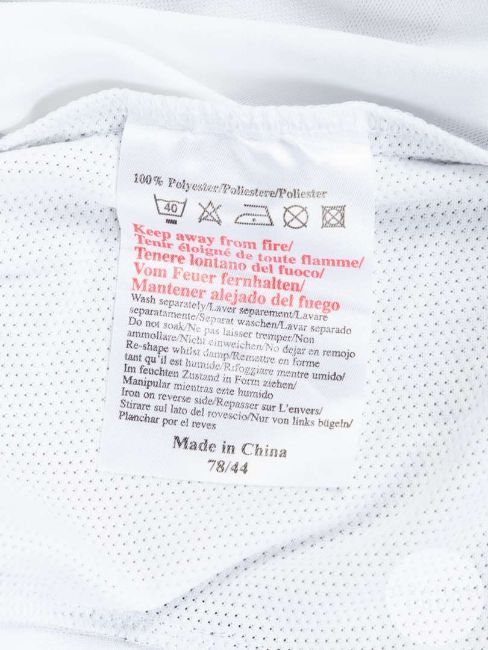 100% Polyester/Poliestere/Poliester
40
Keep away from fire/
Tenir éloigné de toute flamme/
Tenere lontano del fuoco/
Vom Feuer fernhalten/
Mantener alejado del fuego
Wash separately/Laver separement/Lavare
separatamente/Separat waschen/Lavar separado
Do not soak/Ne pas laisser tremper/Non
ammollare/Nicht einweichen/No dejar en remojo
Re-shape whilst damp/Remettre en forme
tant qu'il est humide/Rifoggiare mentre umido/
Im feuchten Zustand in Form ziehen/
Manipular mientras este humido
Iron on reverse side/Repasser sur L'envers/
Stirare sul lato del rovescio/Nur von links bügeln/
Planchar por el reves
Made in China
78/44